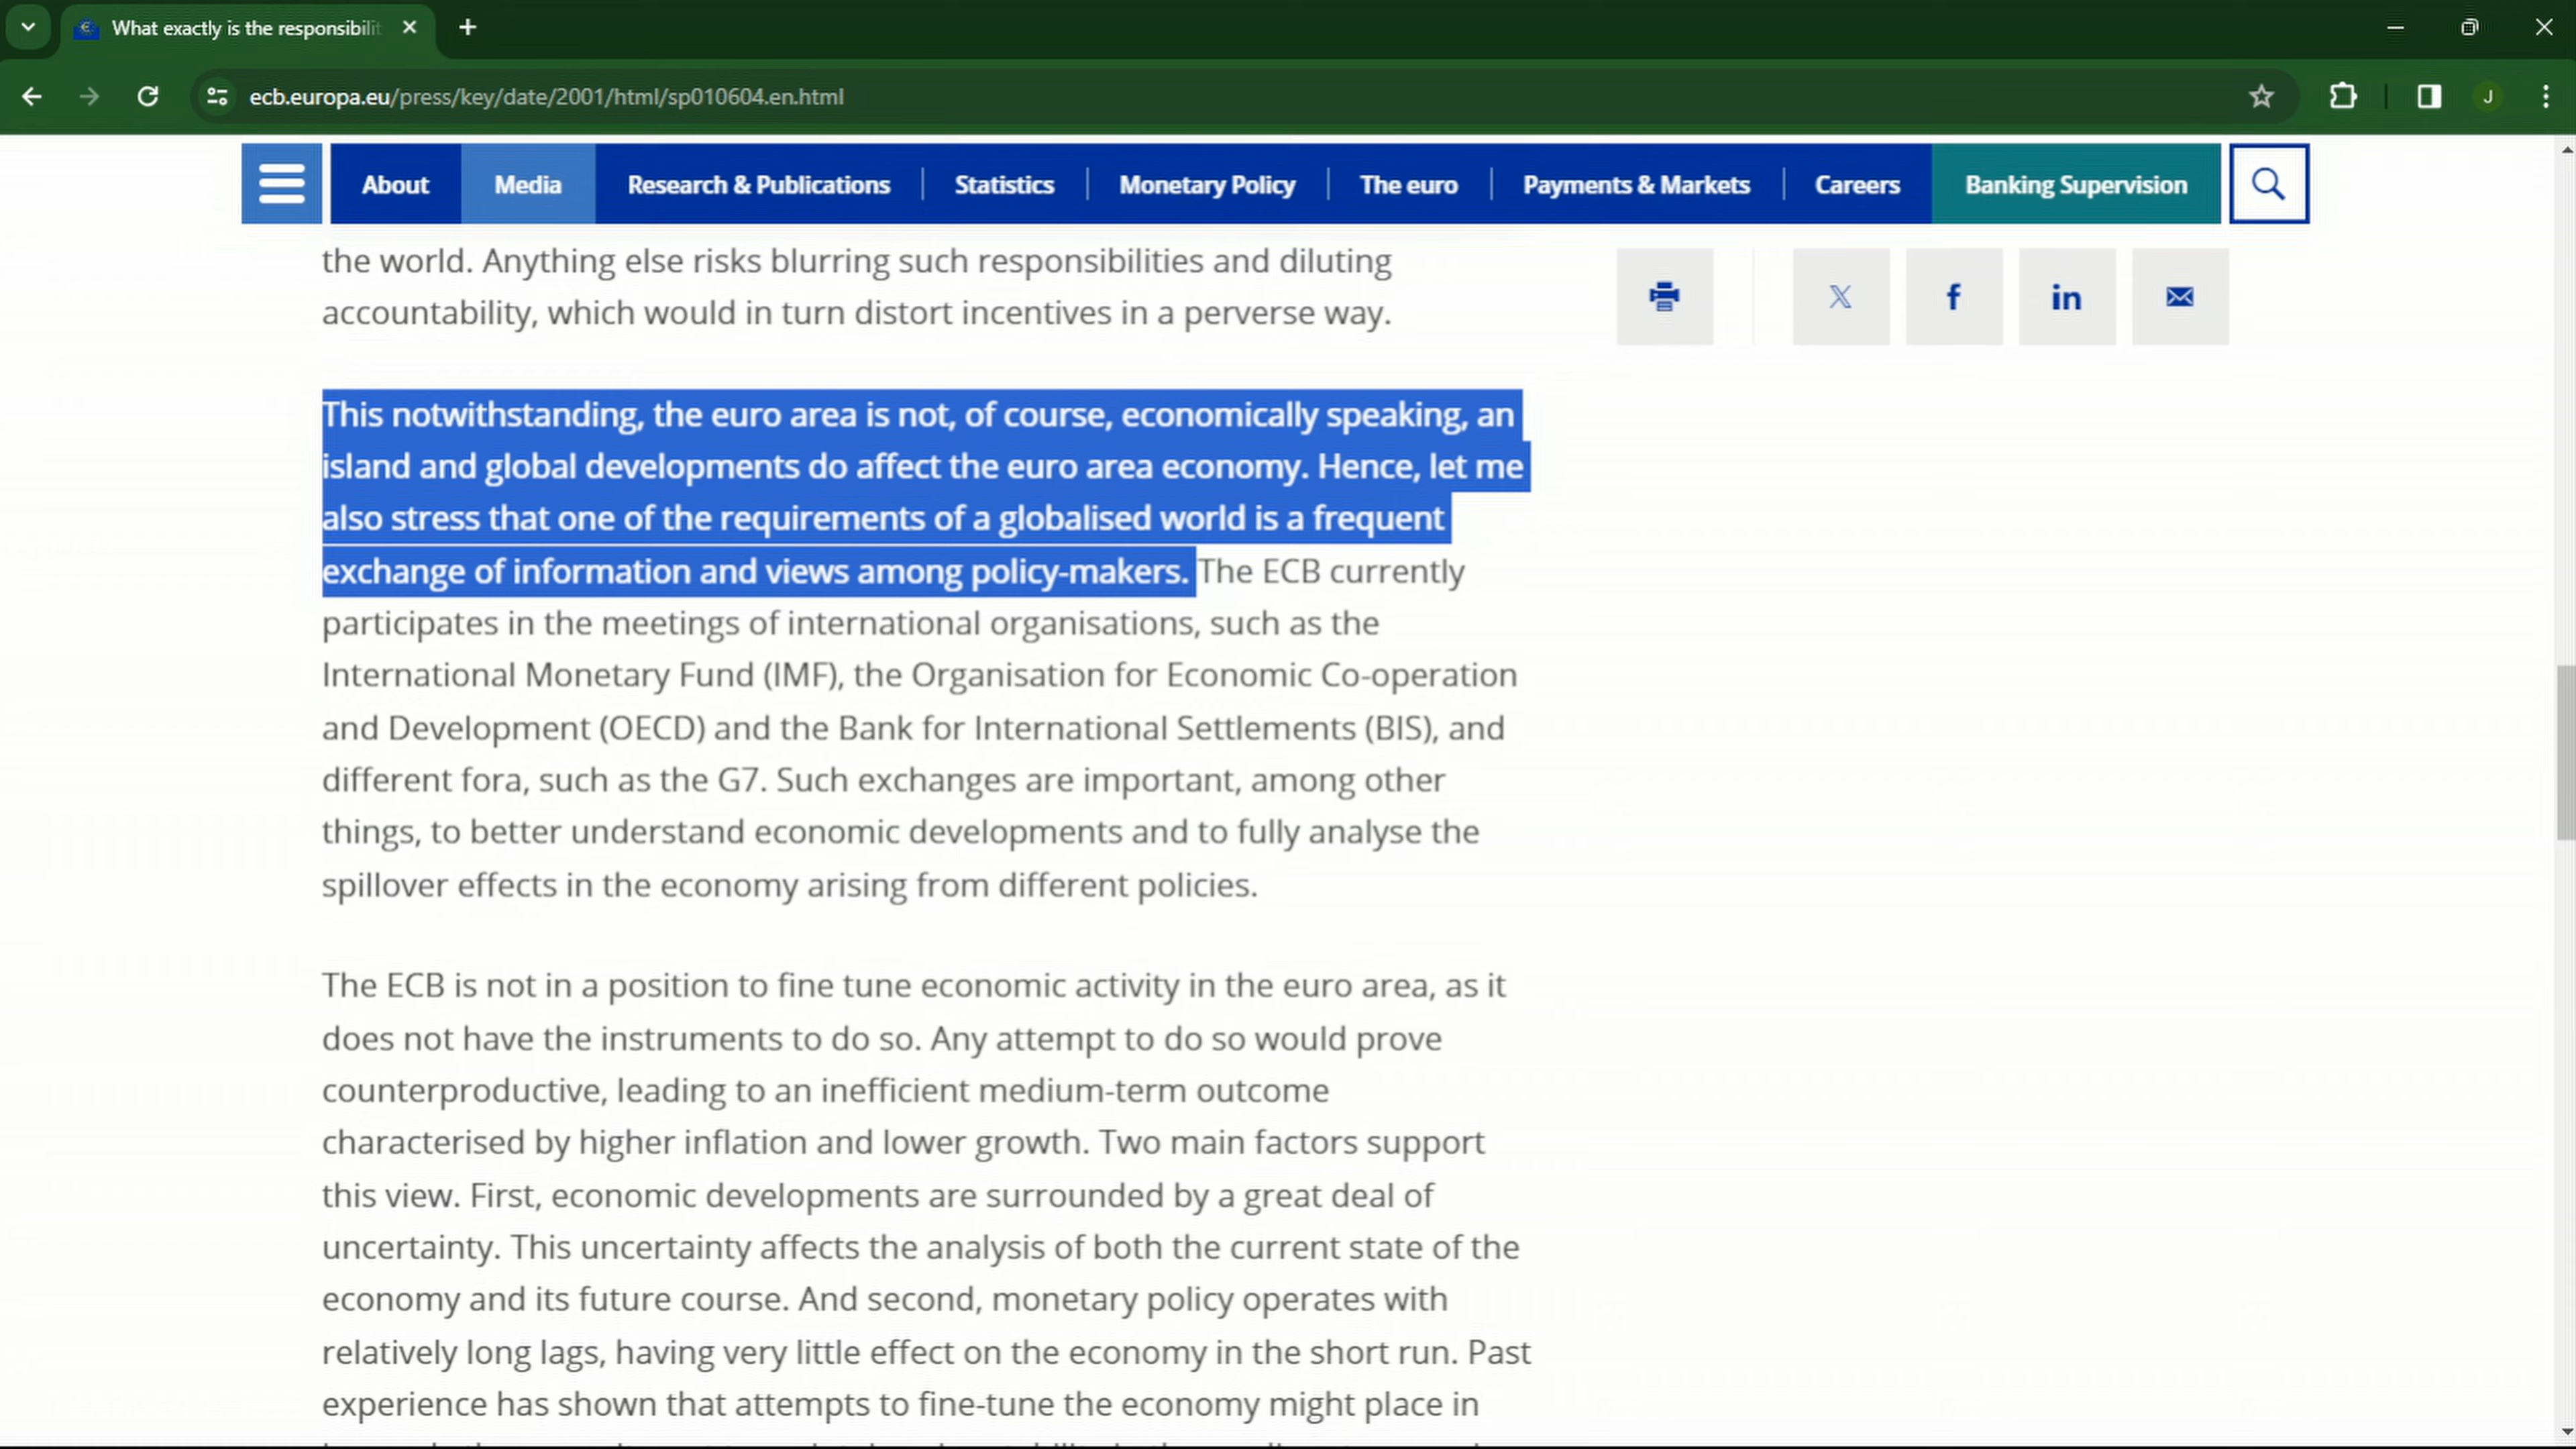 What exactly is the responsibilit
ecb.europa.eu/press/key/date/2001/html/sp010604.en.html
J
About
Media
Research & Publications
Statistics
Monetary Policy
The euro
Payments & Markets
Careers
Banking Supervision
the world. Anything else risks blurring such responsibilities and diluting
accountability, which would in turn distort incentives in a perverse way.
This notwithstanding, the euro area is not, of course, economically speaking, an
island and global developments do affect the euro area economy. Hence, let me
also stress that one of the requirements of a globalised world is a frequent
exchange of information and views among policy-makers. The ECB currently
participates in the meetings of international organisations, such as the
International Monetary Fund (IMF), the Organisation for Economic Co-operation
and Development (OECD) and the Bank for International Settlements (BIS), and
different fora, such as the G7. Such exchanges are important, among other
things, to better understand economic developments and to fully analyse the
spillover effects in the economy arising from different policies.
The ECB is not in a position to fine tune economic activity in the euro area, as it
does not have the instruments to do so. Any attempt to do so would prove
counterproductive, leading to an inefficient medium-term outcome
characterised by higher inflation and lower growth. Two main factors support
this view. First, economic developments are surrounded by a great deal of
uncertainty. This uncertainty affects the analysis of both the current state of the
economy and its future course. And second, monetary policy operates with
relatively long lags, having very little effect on the economy in the short run. Past
experience has shown that attempts to fine-tune the economy might place in